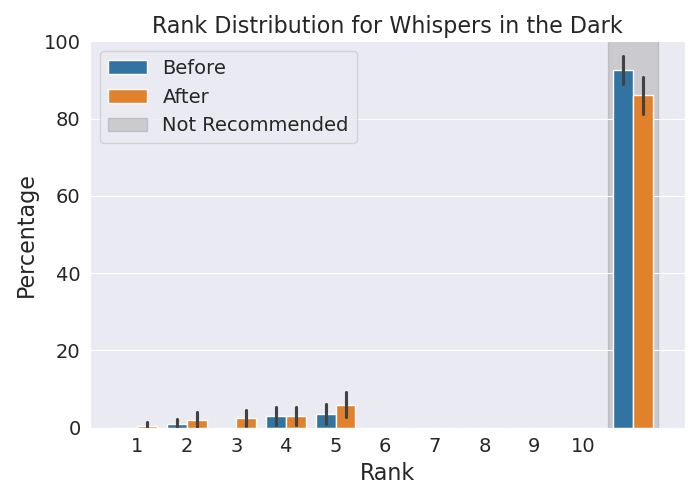 Rank Distribution for Whispers in the Dark
100
80
60
40
20
0
Percentage
Before
After
Not Recommended
1 2 3 4 5 6 7 8 9 10
Rank